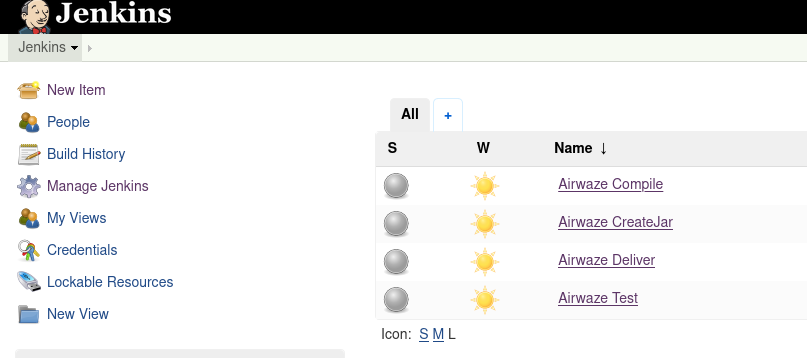 Jenkins
Jenkins
New Item
People
Build History
Manage Jenkins
My Views
Credentials
Lockable Resources
New View
All +
S W Name ↓
Airwaze Compile
Airwaze CreateJar
Airwaze Deliver
Airwaze Test
Icon: S M L